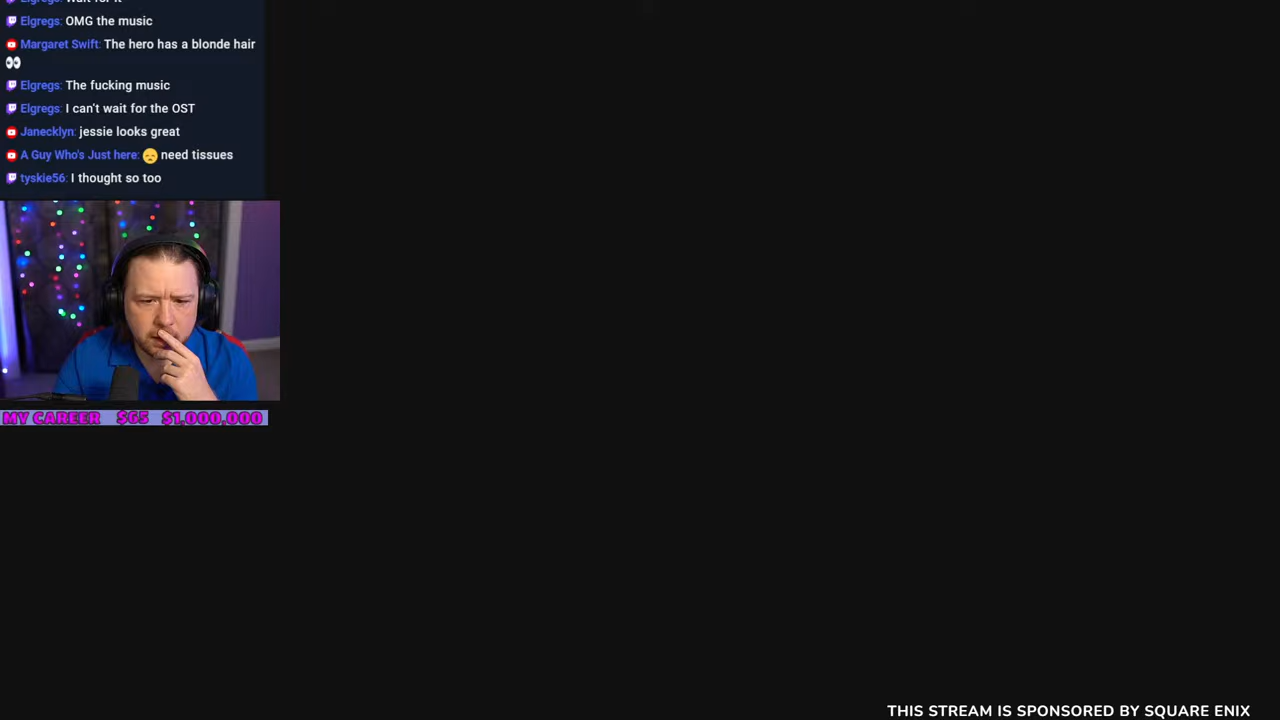 Elgregs: OMG the music
Margaret Swift: The hero has a blonde hair
👀
Elgregs: The fucking music
Elgregs: I can't wait for the OST
Janecklyn: jessie looks great
A Guy Who's Just here: 😔 need tissues
tyskie56: I thought so too
MY CAREER $65 $1,000,000
THIS STREAM IS SPONSORED BY SQUARE ENIX